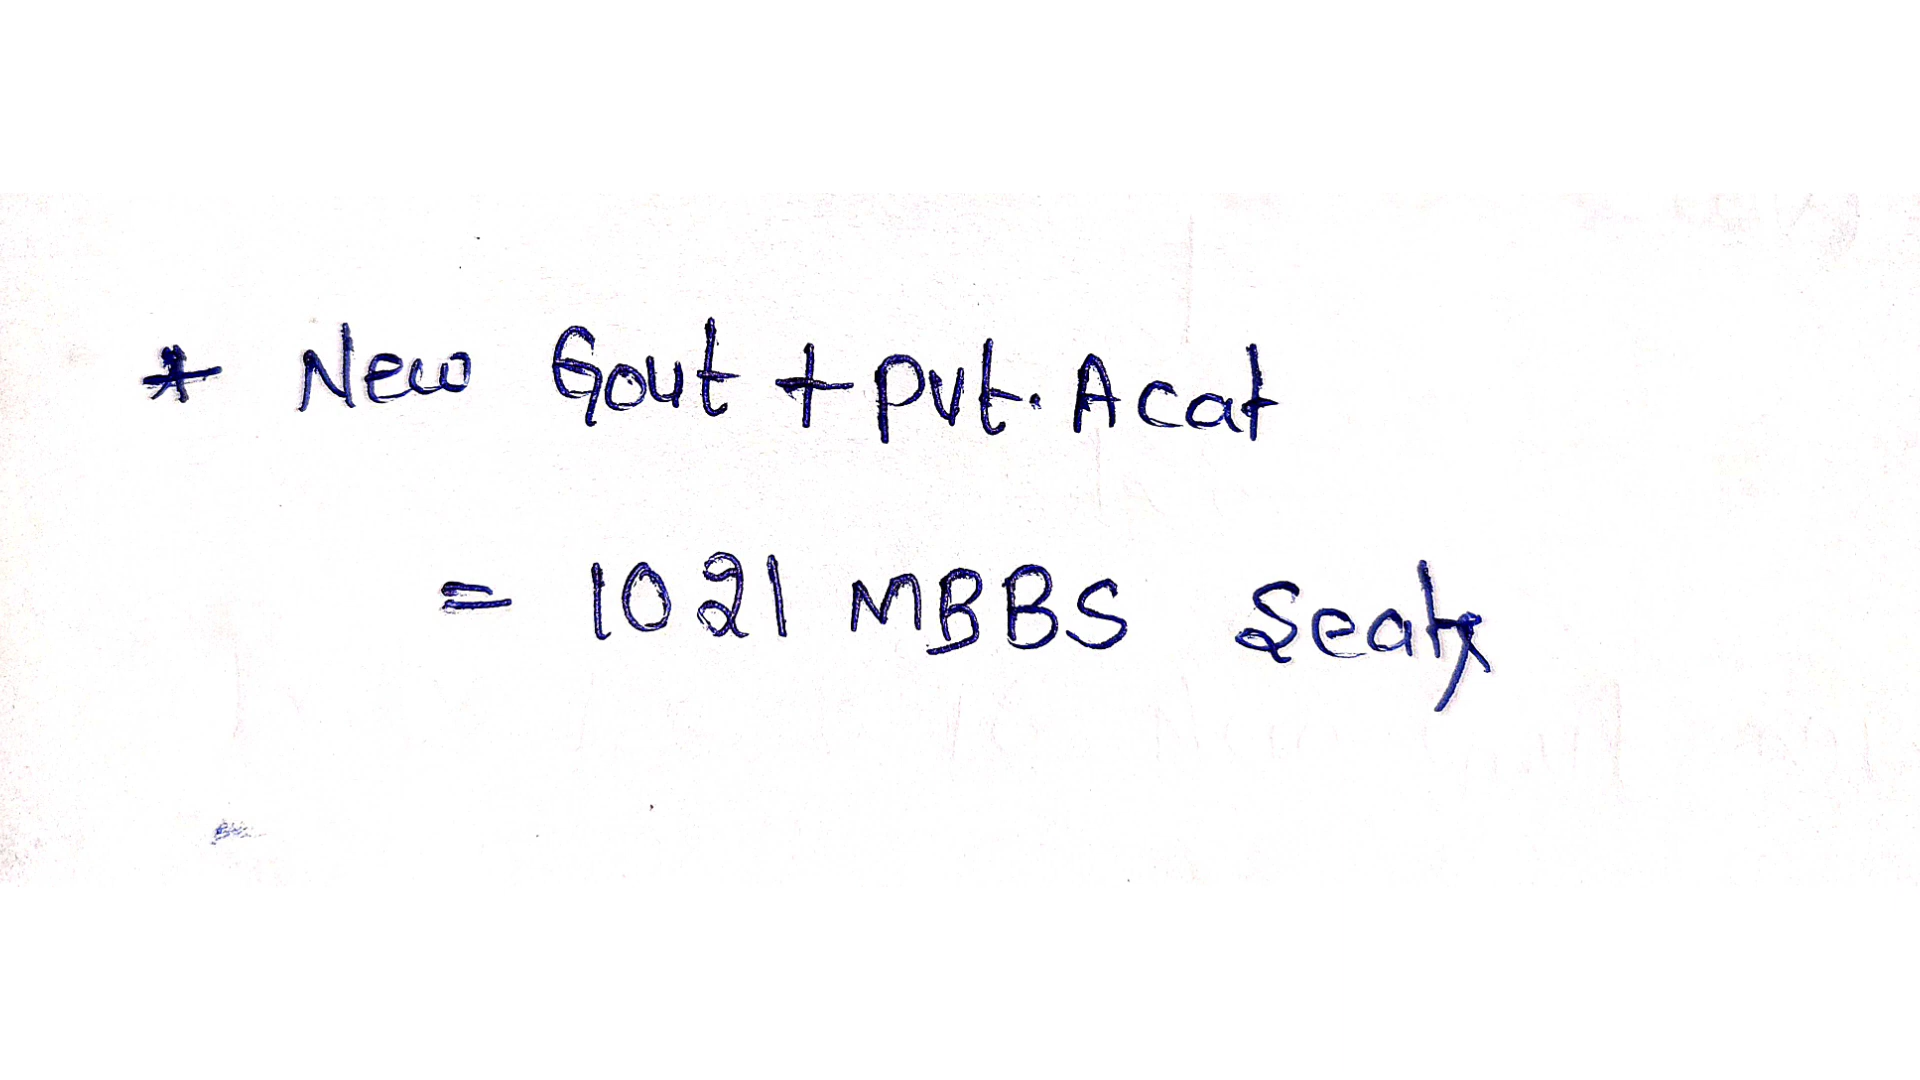 * New Govt + Pvt. A cat
= 1021 MBBS Seats